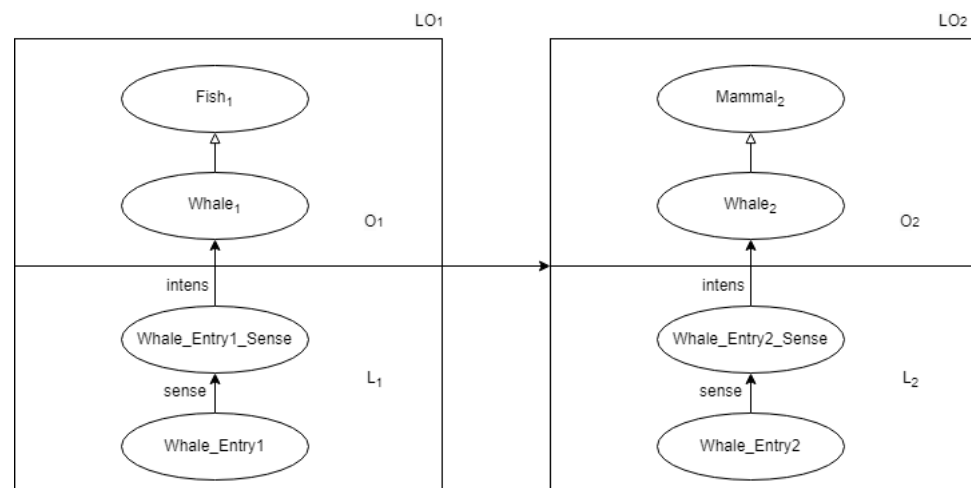 LO₁
LO₂
Fish₁
Mammal₂
Whale₁
Whale₂
O₁
O₂
intens
intens
Whale_Entry1_Sense
Whale_Entry2_Sense
L₁
L₂
sense
sense
Whale_Entry1
Whale_Entry2